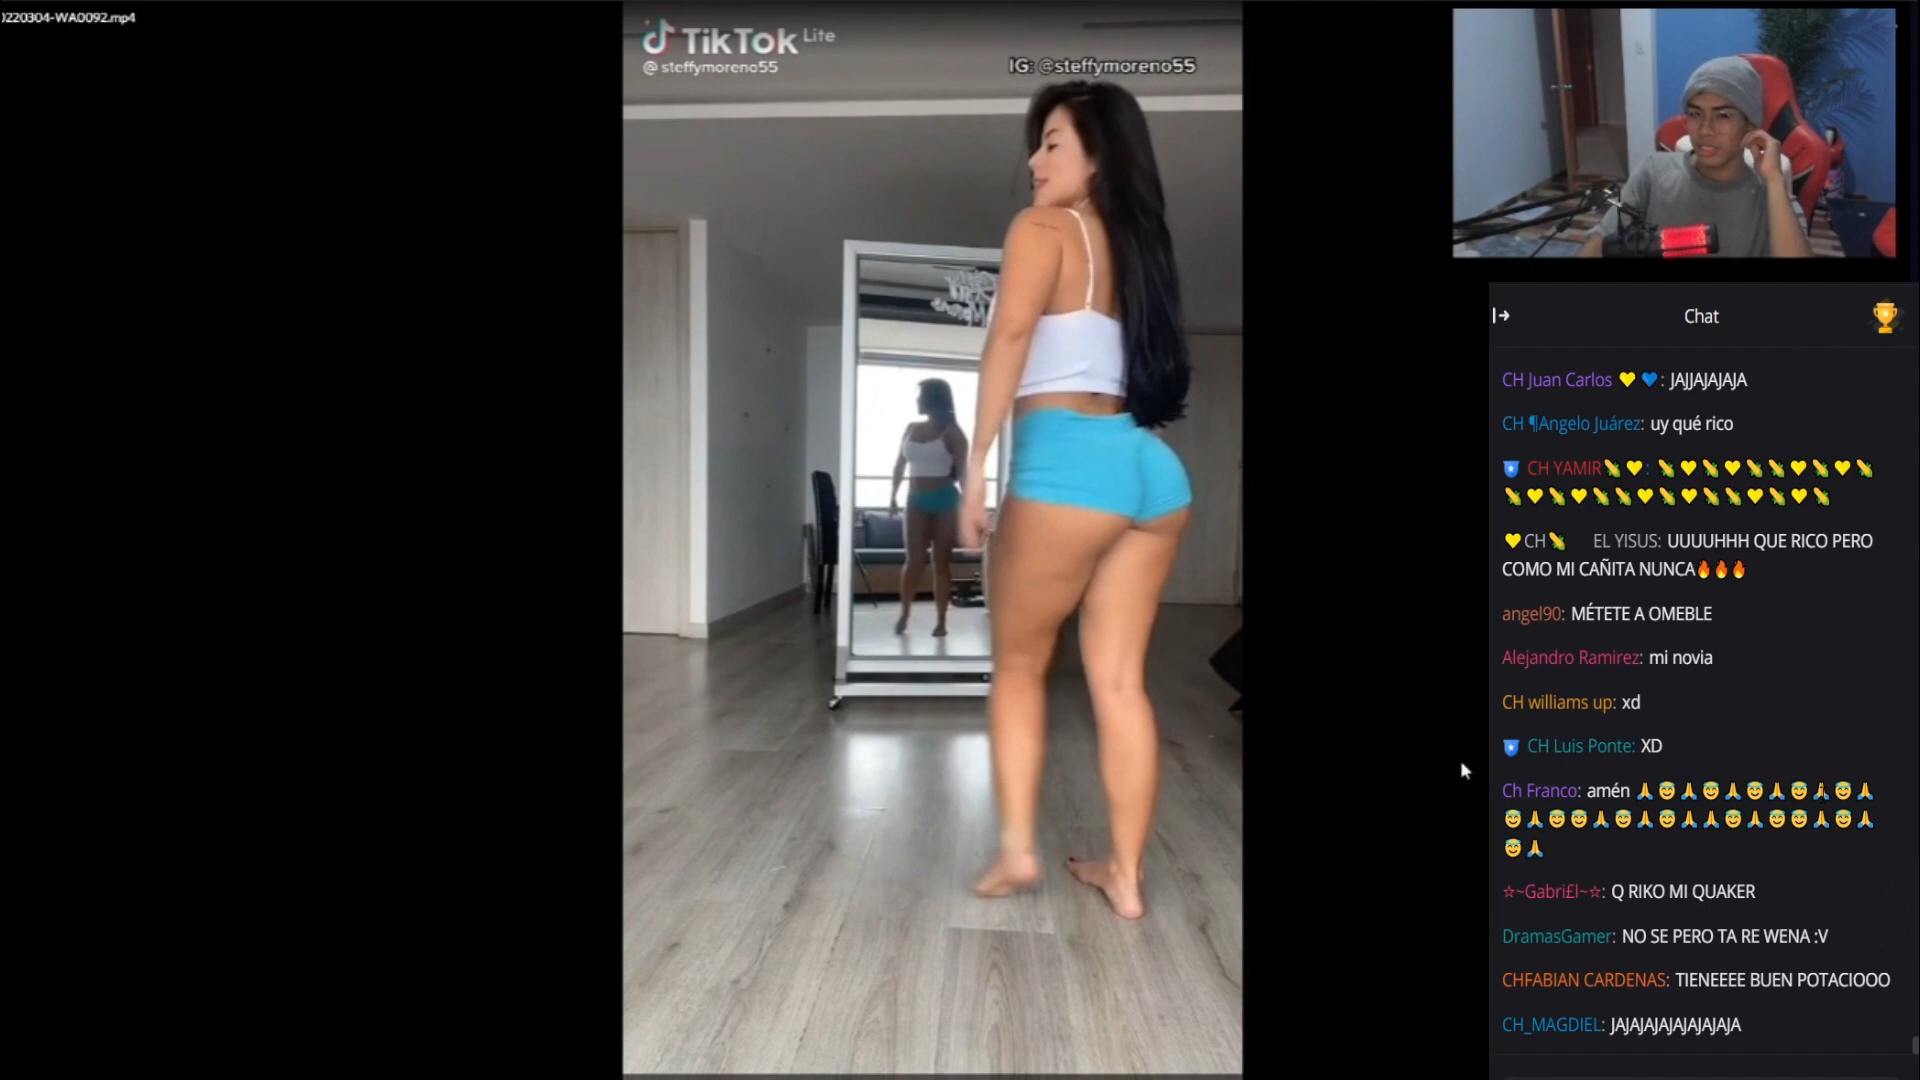 )220304-WA0092.mp4
TikTok Lite
@steffymoreno55
IG: @steffymoreno55
Chat
CH Juan Carlos 💛 💙: JAJJAJAJAJA
CH ¶Angelo Juárez: uy qué rico
CH YAMIR🌽💛: 🌽💛🌽💛🌽🌽💛🌽💛🌽
🌽💛🌽💛🌽🌽💛🌽💛🌽🌽💛🌽💛🌽
💛CH🌽 EL YISUS: UUUUHHH QUE RICO PERO
COMO MI CAÑITA NUNCA🔥🔥🔥
angel90: MÉTETE A OMEBLE
Alejandro Ramirez: mi novia
CH williams up: xd
CH Luis Ponte: XD
Ch Franco: amén 🙏😇🙏😇🙏😇🙏😇🙏😇🙏
😇🙏😇😇🙏😇🙏😇🙏🙏😇🙏😇😇🙏😇🙏
😇🙏
☆~Gabri£l~☆: Q RIKO MI QUAKER
DramasGamer: NO SE PERO TA RE WENA :V
CHFABIAN CARDENAS: TIENEEEE BUEN POTACIOOO
CH_MAGDIEL: JAJAJAJAJAJAJAJAJA